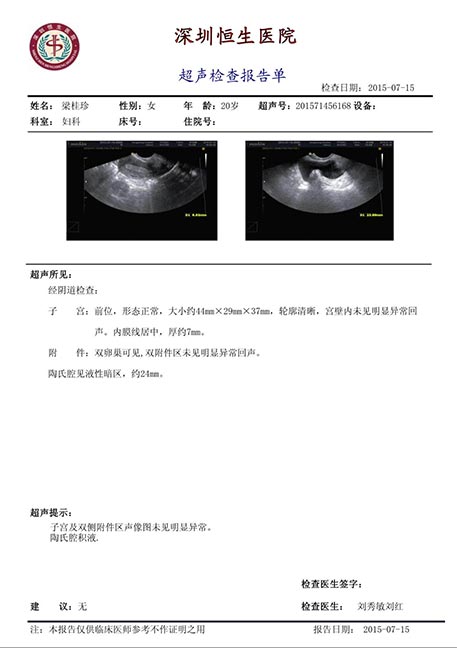 深圳恒生医院
超声检查报告单
检查日期: 2015-07-15
姓名: 梁桂珍 性别: 女 年 龄: 20岁 超声号: 201571456168 设备:
科室: 妇科 床号: 住院号:
超声所见:
经阴道检查:
子 宫: 前位, 形态正常, 大小约44mm×29mm×37mm, 轮廓清晰, 宫壁内未见明显异常回
声。内膜线居中, 厚约7mm。
附 件: 双卵巢可见,双附件区未见明显异常回声。
陶氏腔见液性暗区, 约24mm。
超声提示:
子宫及双侧附件区声像图未见明显异常。
陶氏腔积液.
检查医生签字:
建 议: 无 检查医生: 刘秀敏刘红
注: 本报告仅供临床医师参考不作证明之用 报告日期: 2015-07-15